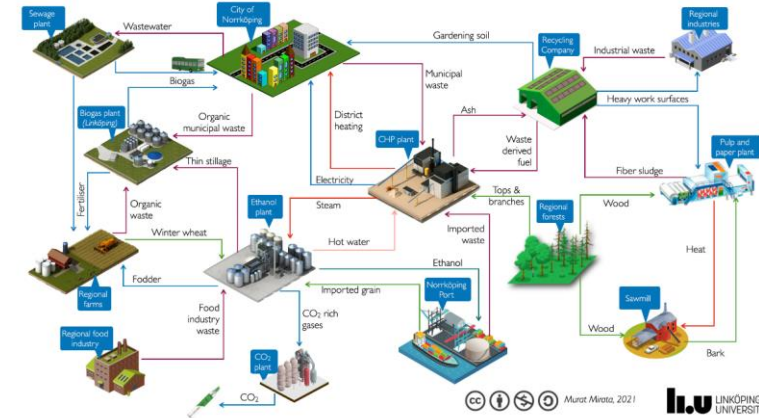 Sewage
plant
Wastewater
City of
Norrköping
Gardening soil
Recycling
Company
Industrial waste
Regional
industries
Biogas
Municipal
waste
Heavy work surfaces
Biogas plant
(Linköping)
Organic
municipal waste
District
heating
CHP plant
Ash
Waste
derived
fuel
Pulp and
paper plant
Fiber sludge
Thin stillage
Electricity
Fertiliser
Organic
waste
Ethanol
plant
Steam
Tops &
branches
Regional
forests
Wood
Winter wheat
Hot water
Imported
waste
Heat
Fodder
Ethanol
Regional
farms
Imported grain
Norrköping
Port
Sawmill
Food
industry
waste
CO2 rich
gases
Wood
Regional food
industry
Bark
CO2
plant
CO2
cc
Murat Mirata, 2021
li.u LINKÖPING
UNIVERSIT